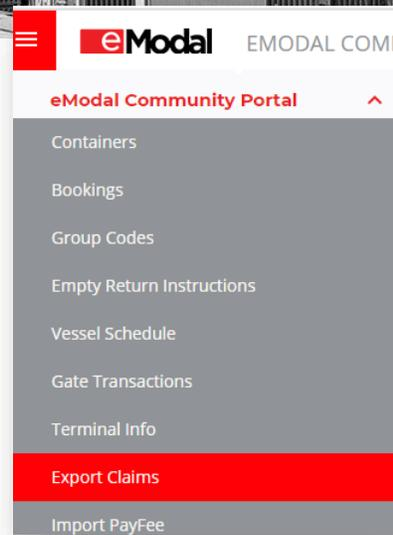 eModal EMODAL COM
eModal Community Portal
Containers
Bookings
Group Codes
Empty Return Instructions
Vessel Schedule
Gate Transactions
Terminal Info
Export Claims
Import PayFee